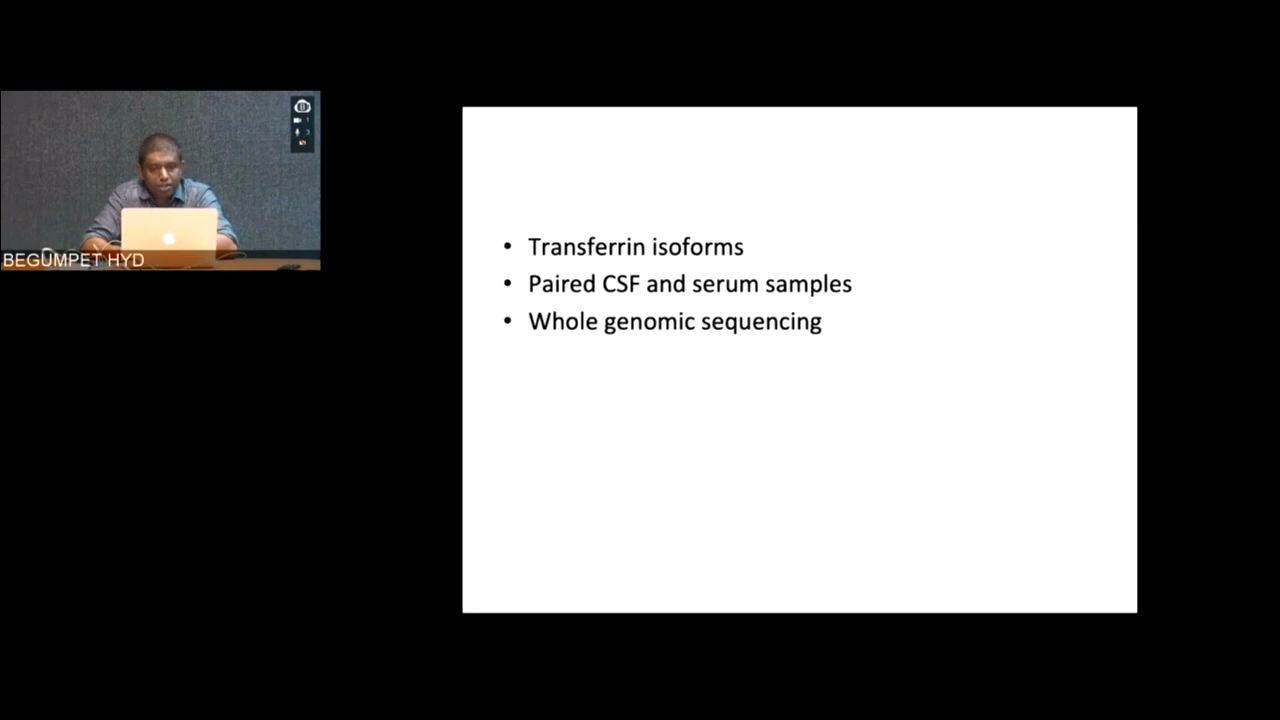 BEGUMPET HYD
• Transferrin isoforms
• Paired CSF and serum samples
• Whole genomic sequencing